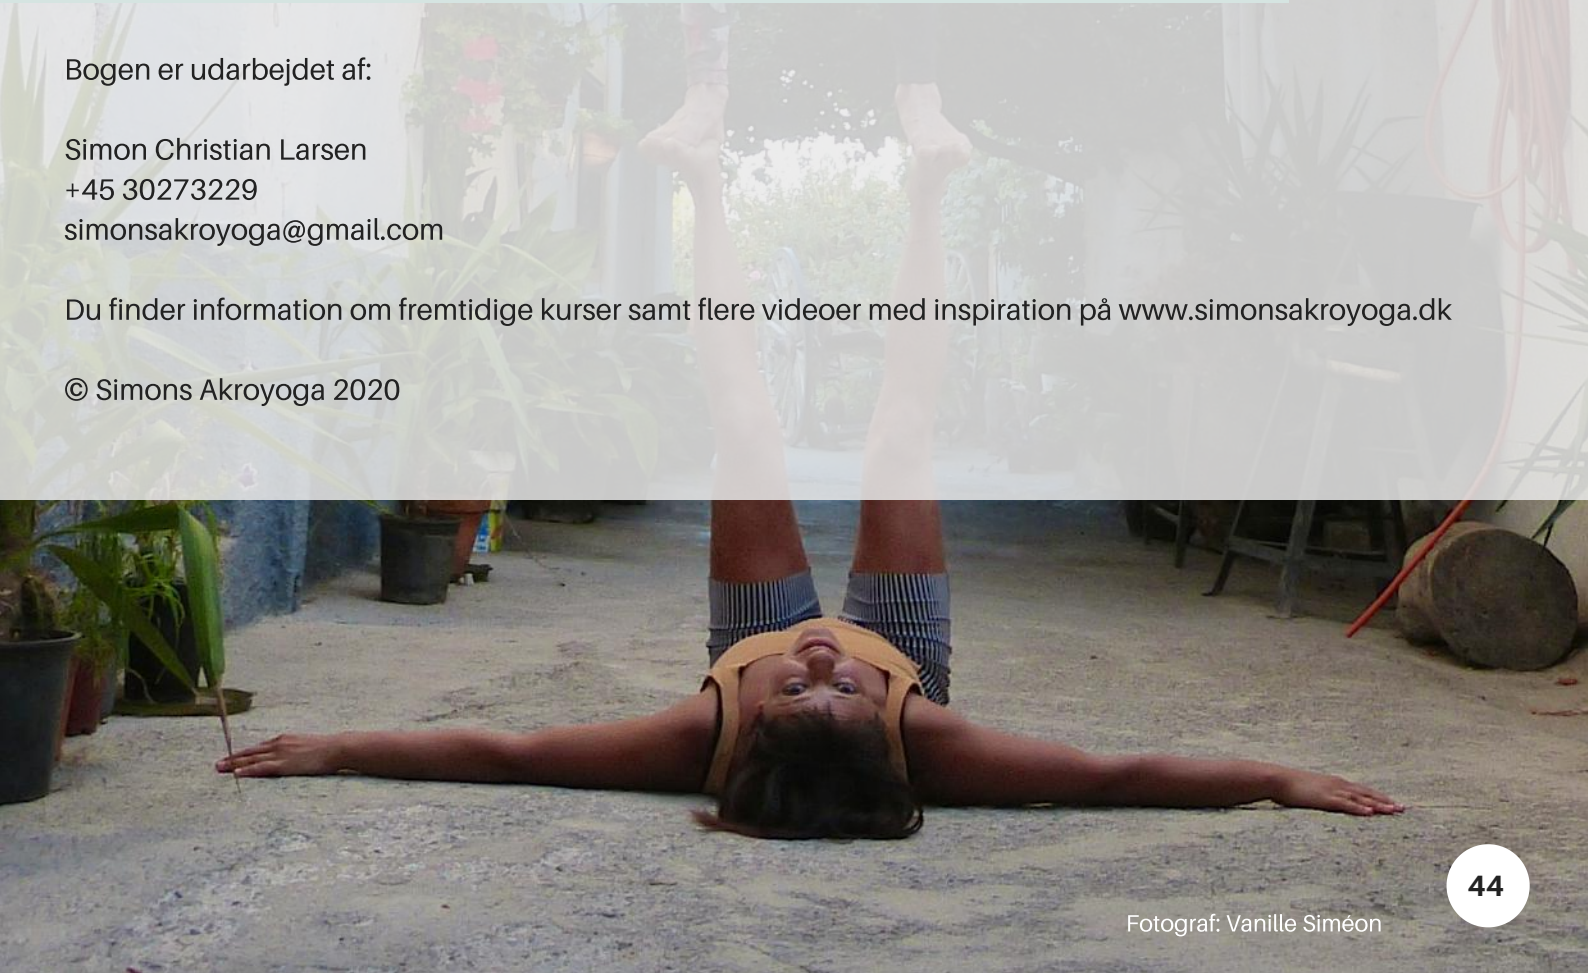 Bogen er udarbejdet af:
Simon Christian Larsen
+45 30273229
simonsakroyoga@gmail.com
Du finder information om fremtidige kurser samt flere videoer med inspiration på www.simonsakroyoga.dk
© Simons Akroyoga 2020
44
Fotograf: Vanille Siméon